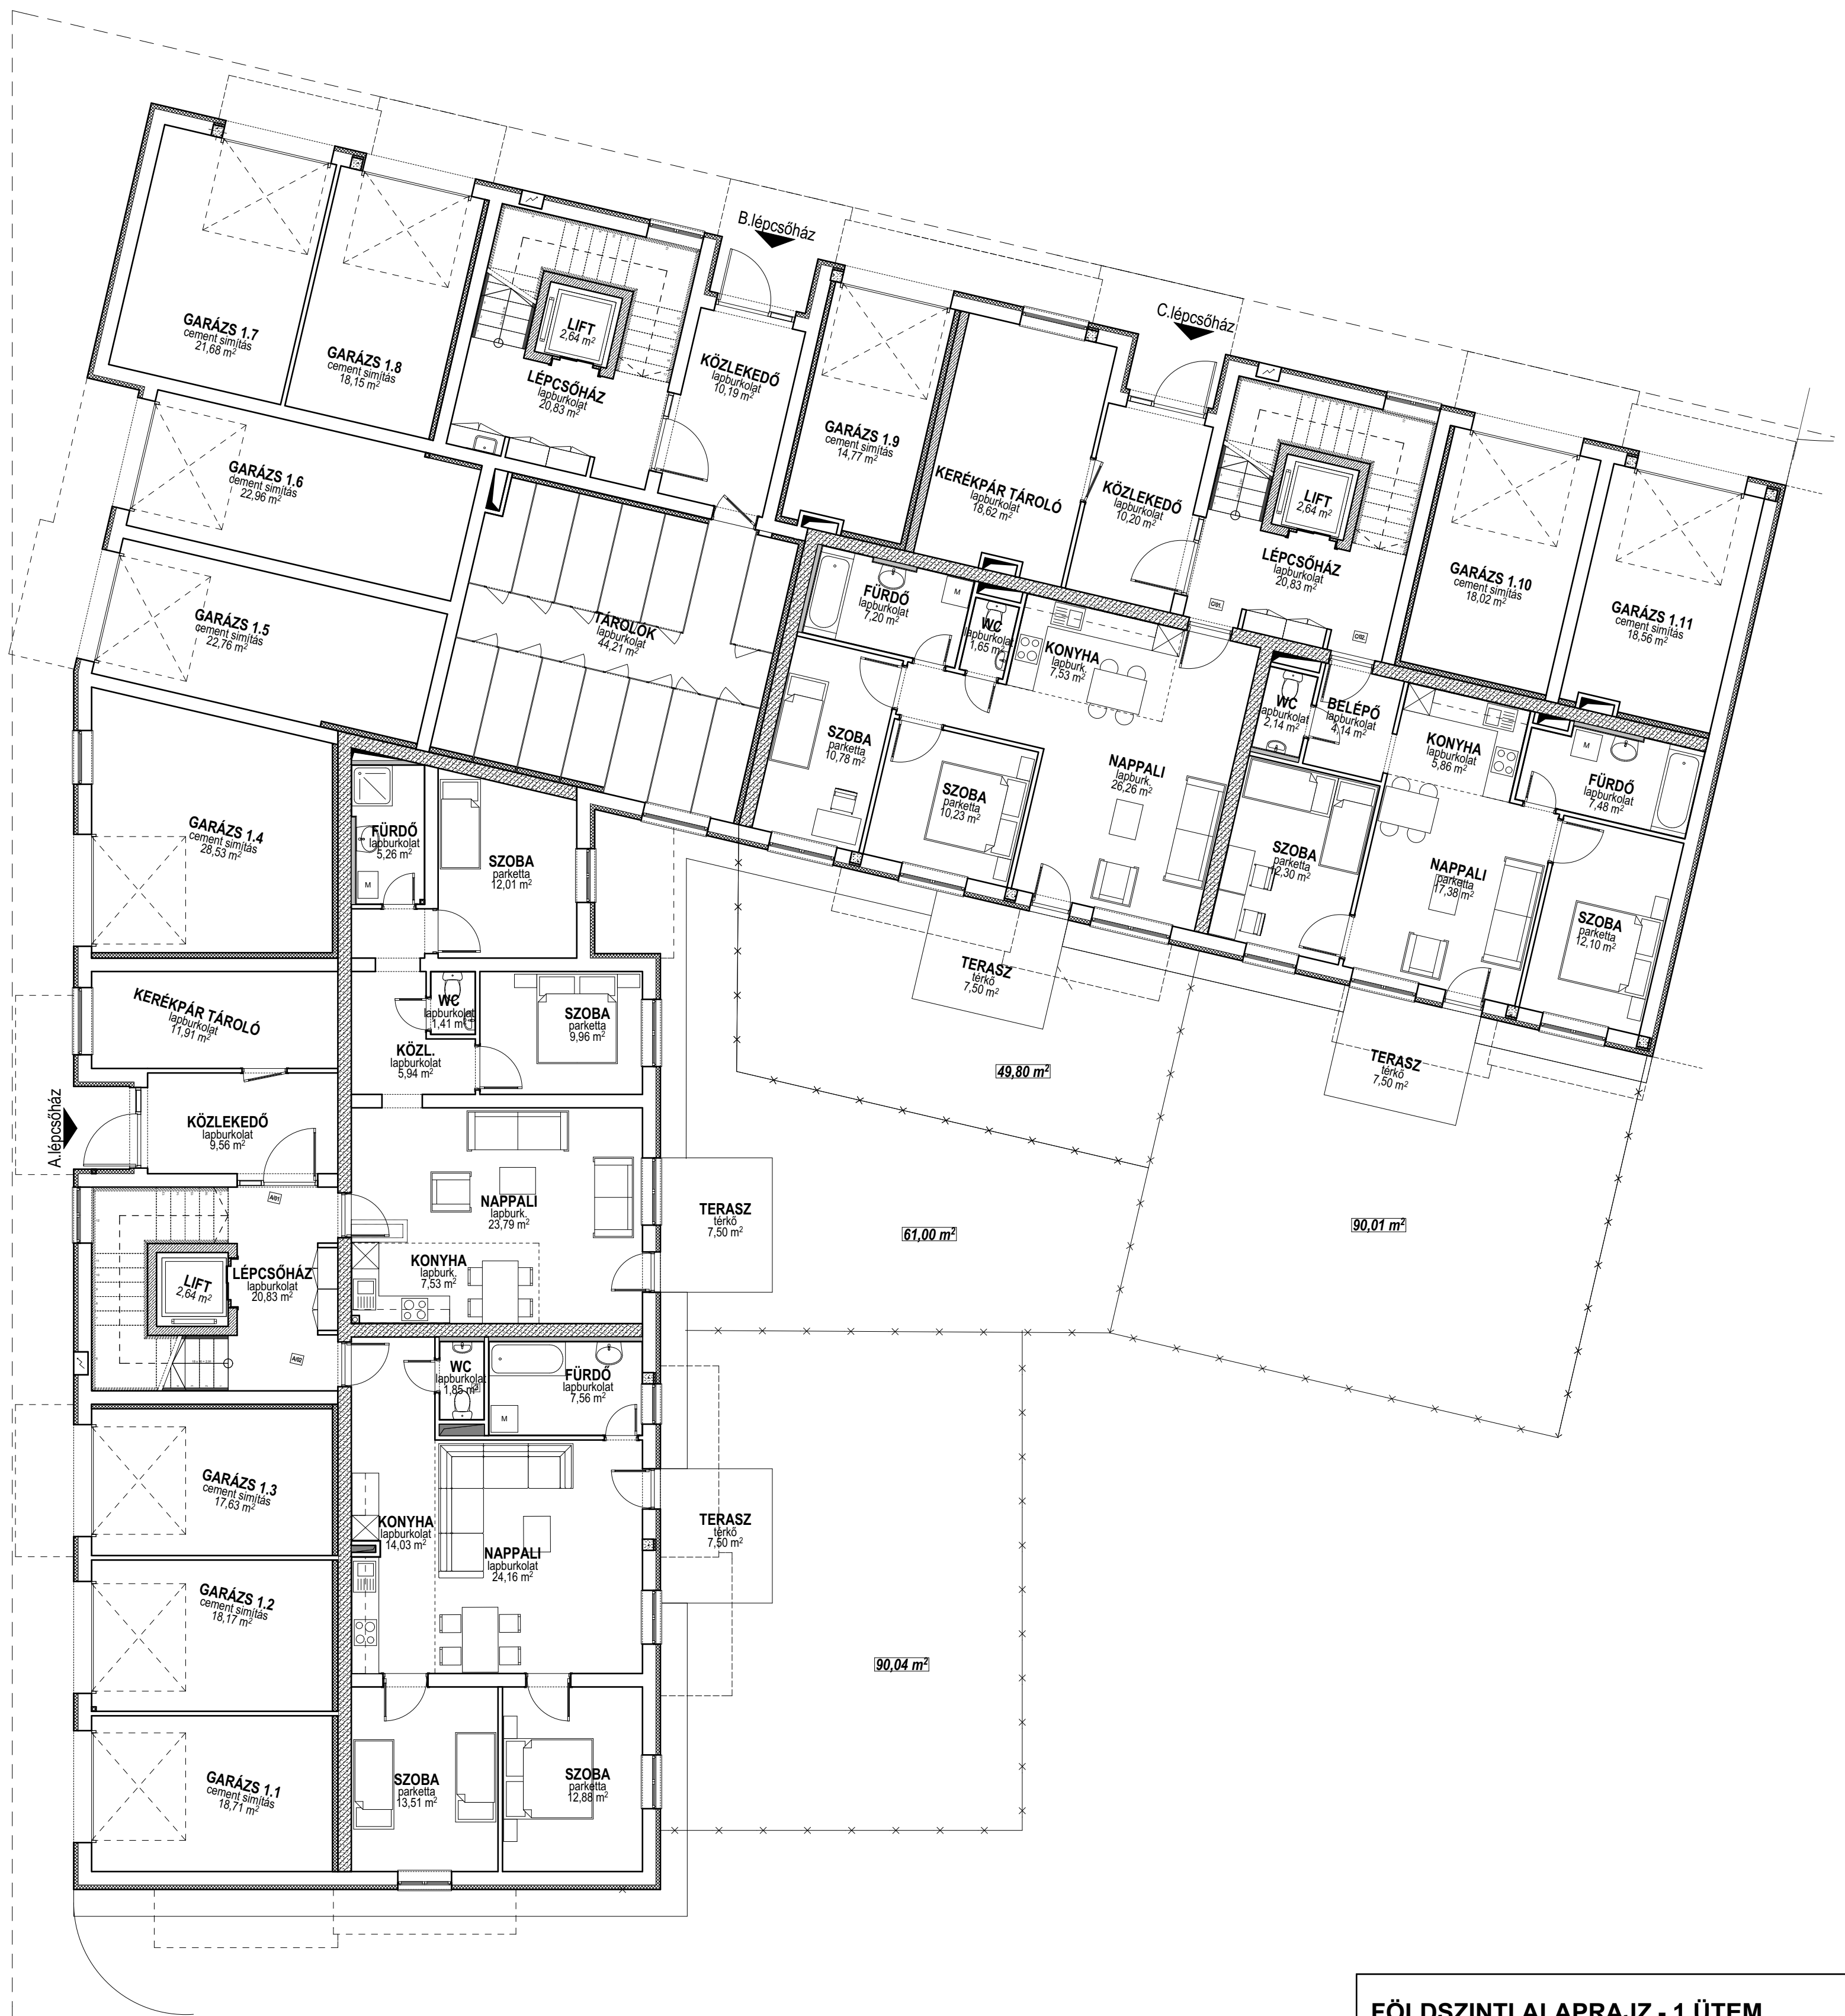 B.lépcsőház
C.lépcsőház
GARÁZS 1.7
cement simítás
21,68 m²
GARÁZS 1.8
cement simítás
18,15 m²
LIFT
2,64 m²
LÉPCSŐHÁZ
lapburkolat
20,83 m²
KÖZLEKEDŐ
lapburkolat
10,19 m²
GARÁZS 1.9
cement simítás
14,77 m²
KERÉKPÁR TÁROLÓ
lapburkolat
18,62 m²
KÖZLEKEDŐ
lapburkolat
10,20 m²
LIFT
2,64 m²
LÉPCSŐHÁZ
lapburkolat
20,83 m²
C/01
C/02
GARÁZS 1.10
cement simítás
18,02 m²
GARÁZS 1.11
cement simítás
18,56 m²
GARÁZS 1.6
cement simítás
22,96 m²
GARÁZS 1.5
cement simítás
22,76 m²
TÁROLÓK
lapburkolat
44,21 m²
FÜRDŐ
lapburkolat
7,20 m²
M
WC
lapburkolat
1,65 m²
KONYHA
lapburk.
7,53 m²
SZOBA
parketta
10,78 m²
SZOBA
parketta
10,23 m²
NAPPALI
lapburk.
26,26 m²
WC
lapburkolat
2,14 m²
BELÉPŐ
lapburkolat
4,14 m²
KONYHA
lapburkolat
5,86 m²
M
FÜRDŐ
lapburkolat
7,48 m²
SZOBA
parketta
12,30 m²
NAPPALI
parketta
17,38 m²
SZOBA
parketta
12,10 m²
TERASZ
térkő
7,50 m²
TERASZ
térkő
7,50 m²
GARÁZS 1.4
cement simítás
28,53 m²
FÜRDŐ
lapburkolat
5,26 m²
M
SZOBA
parketta
12,01 m²
KERÉKPÁR TÁROLÓ
lapburkolat
11,91 m²
WC
lapburkolat
1,41 m²
SZOBA
parketta
9,96 m²
KÖZL.
lapburkolat
5,94 m²
49,80 m²
A.lépcsőház
KÖZLEKEDŐ
lapburkolat
9,56 m²
A/01
NAPPALI
lapburk.
23,79 m²
TERASZ
térkő
7,50 m²
61,00 m²
90,01 m²
LIFT
2,64 m²
LÉPCSŐHÁZ
lapburkolat
20,83 m²
A/02
KONYHA
lapburk.
7,53 m²
WC
lapburkolat
1,85 m²
FÜRDŐ
lapburkolat
7,56 m²
M
GARÁZS 1.3
cement simítás
17,63 m²
KONYHA
lapburkolat
14,03 m²
NAPPALI
lapburkolat
24,16 m²
TERASZ
térkő
7,50 m²
GARÁZS 1.2
cement simítás
18,17 m²
90,04 m²
GARÁZS 1.1
cement simítás
18,71 m²
SZOBA
parketta
13,51 m²
SZOBA
parketta
12,88 m²
FÖLDSZINTI ALAPRAJZ - 1 ÜTEM